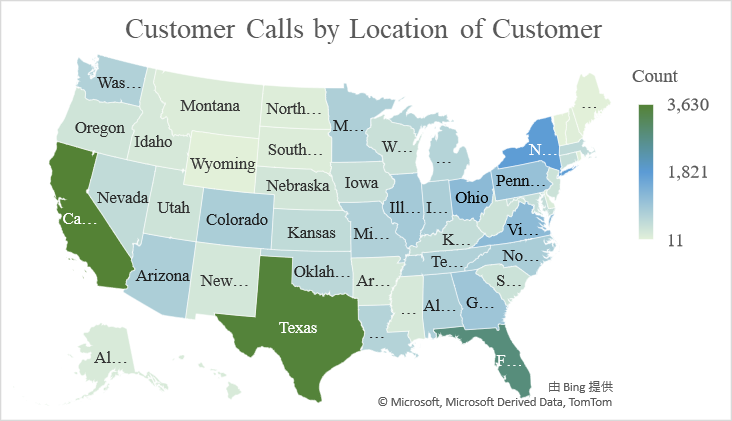 Customer Calls by Location of Customer
Count
3,630
1,821
11
Was…
Montana
North…
M…
…
Oregon
Idaho
South…
W…
…
N…
Wyoming
Nebraska
Iowa
Penn…
Ca…
Nevada
Utah
Colorado
Kansas
Ill…
I…
Ohio
Mi…
K…
Vi…
Arizona
New…
Oklah…
Ar…
Te…
No…
S…
Texas
…
…
Al…
G…
Al…
F…
由 Bing 提供
© Microsoft, Microsoft Derived Data, TomTom